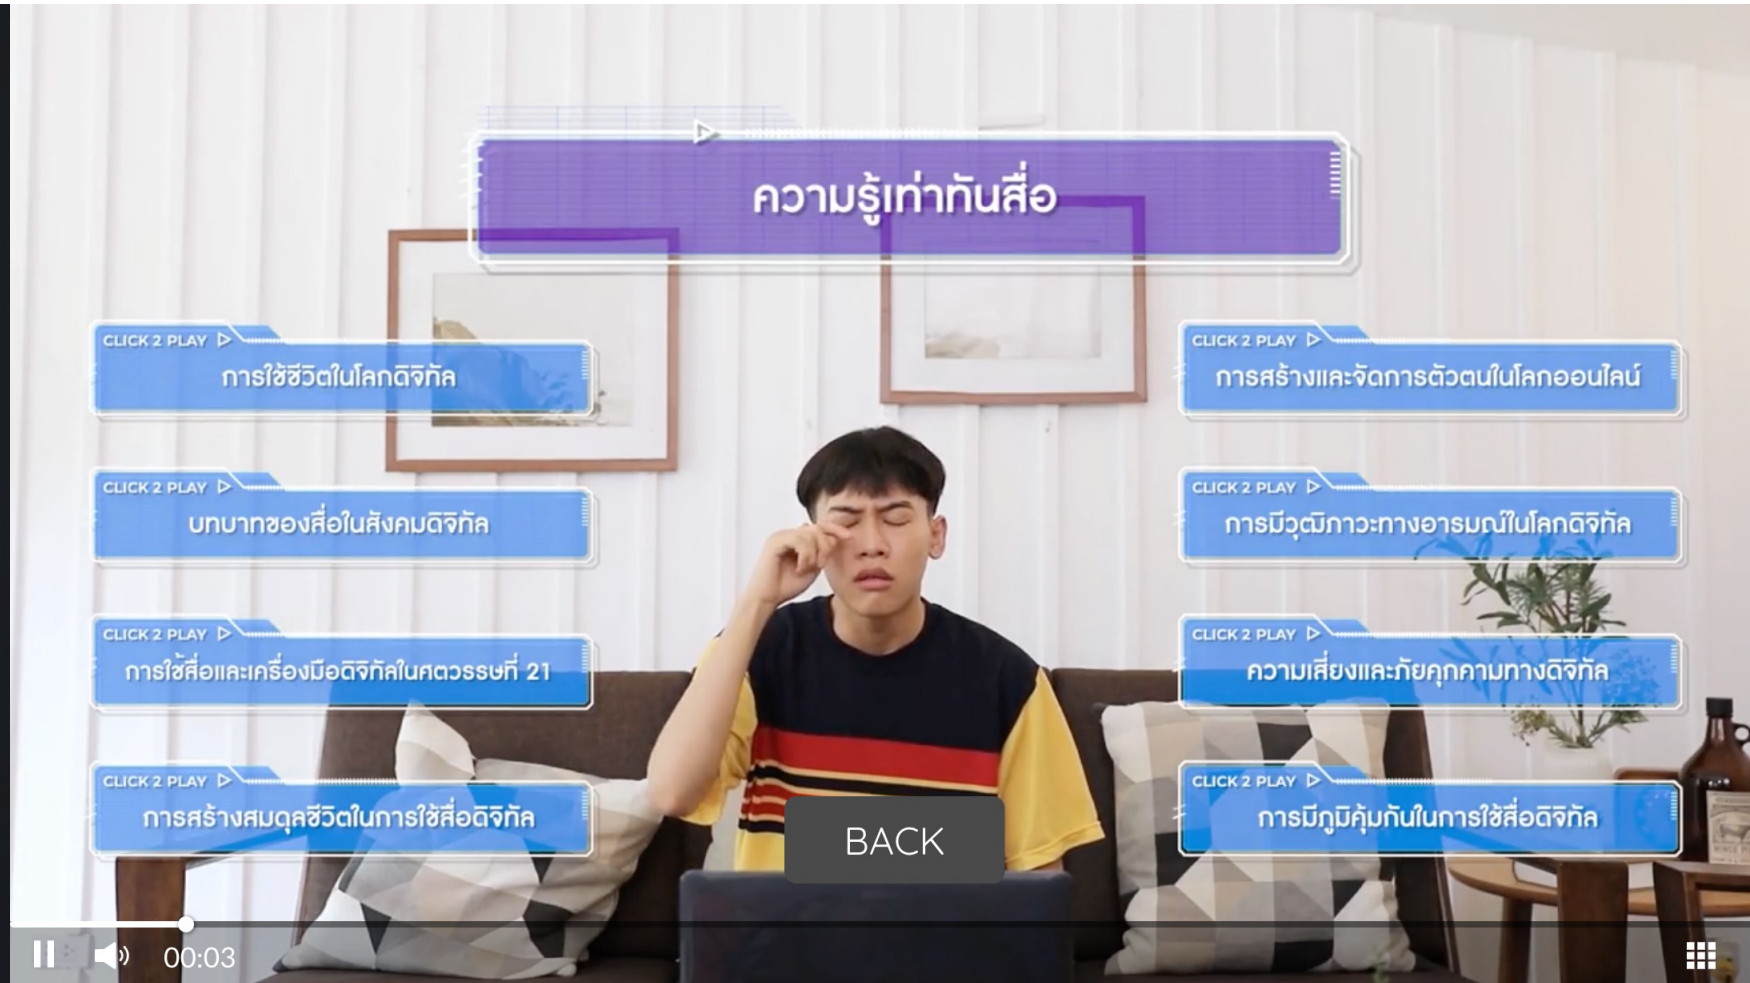 ความรู้เท่าทันสื่อ
CLICK 2 PLAY
การใช้ชีวิตในโลกดิจิทัล
CLICK 2 PLAY
บทบาทของสื่อในสังคมดิจิทัล
CLICK 2 PLAY
การใช้สื่อและเครื่องมือดิจิทัลในศตวรรษที่ 21
CLICK 2 PLAY
การสร้างสมดุลชีวิตในการใช้สื่อดิจิทัล
CLICK 2 PLAY
การสร้างและจัดการตัวตนในโลกออนไลน์
CLICK 2 PLAY
การมีวุฒิภาวะทางอารมณ์ในโลกดิจิทัล
CLICK 2 PLAY
ความเสี่ยงและภัยคุกคามทางดิจิทัล
CLICK 2 PLAY
การมีภูมิคุ้มกันในการใช้สื่อดิจิทัล
BACK
00:03